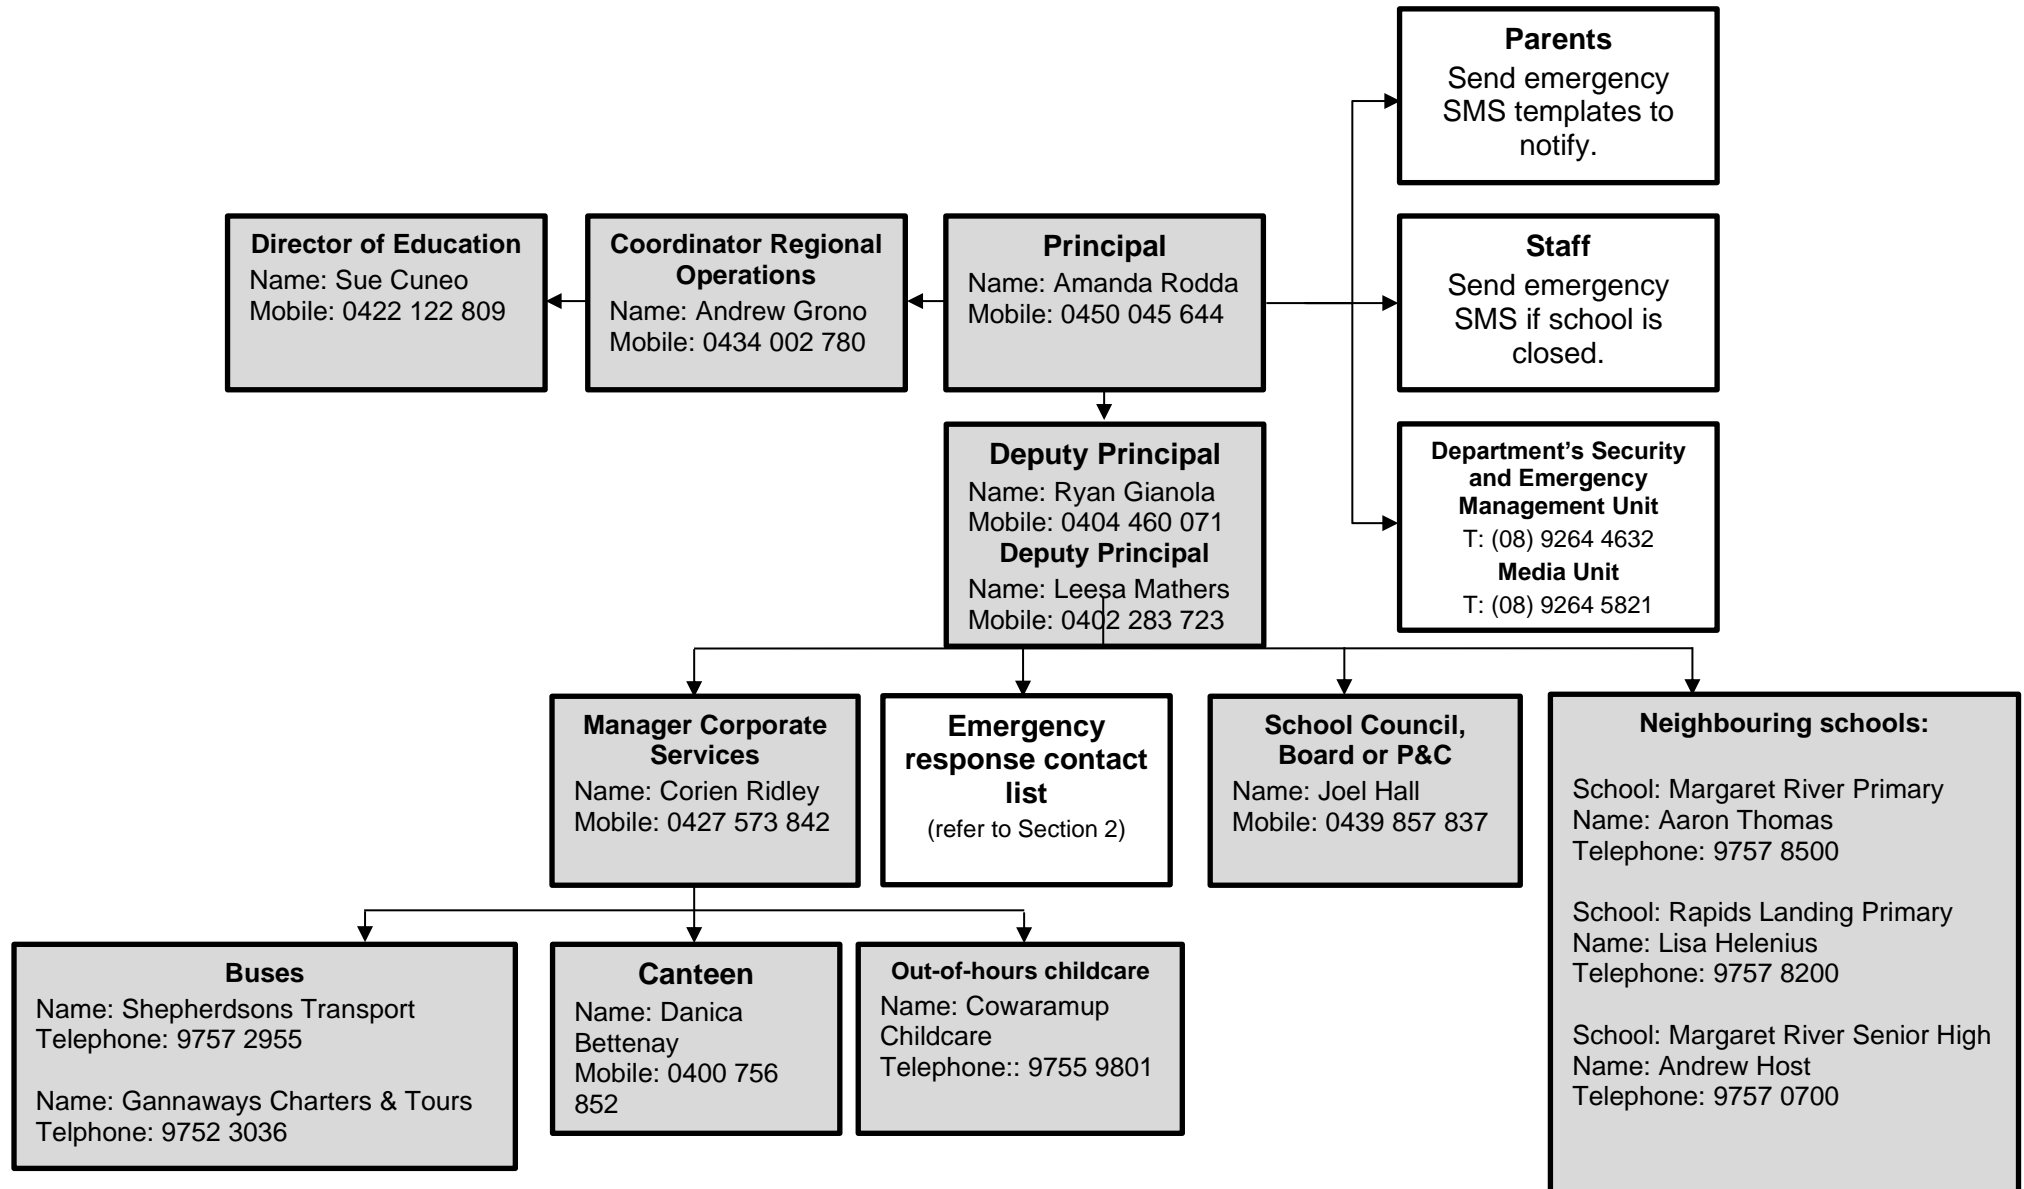 Parents
Send emergency
SMS templates to
notify.
Director of Education
Name: Sue Cuneo
Mobile: 0422 122 809
Coordinator Regional
Operations
Name: Andrew Grono
Mobile: 0434 002 780
Principal
Name: Amanda Rodda
Mobile: 0450 045 644
Staff
Send emergency
SMS if school is
closed.
Deputy Principal
Name: Ryan Gianola
Mobile: 0404 460 071
Deputy Principal
Name: Leesa Mathers
Mobile: 0402 283 723
Department’s Security
and Emergency
Management Unit
T: (08) 9264 4632
Media Unit
T: (08) 9264 5821
Manager Corporate
Services
Name: Corien Ridley
Mobile: 0427 573 842
Emergency
response contact
list
(refer to Section 2)
School Council,
Board or P&C
Name: Joel Hall
Mobile: 0439 857 837
Neighbouring schools:
School: Margaret River Primary
Name: Aaron Thomas
Telephone: 9757 8500
School: Rapids Landing Primary
Name: Lisa Helenius
Telephone: 9757 8200
School: Margaret River Senior High
Name: Andrew Host
Telephone: 9757 0700
Buses
Name: Shepherdsons Transport
Telephone: 9757 2955
Name: Gannaways Charters & Tours
Telphone: 9752 3036
Canteen
Name: Danica
Bettenay
Mobile: 0400 756
852
Out-of-hours childcare
Name: Cowaramup
Childcare
Telephone:: 9755 9801